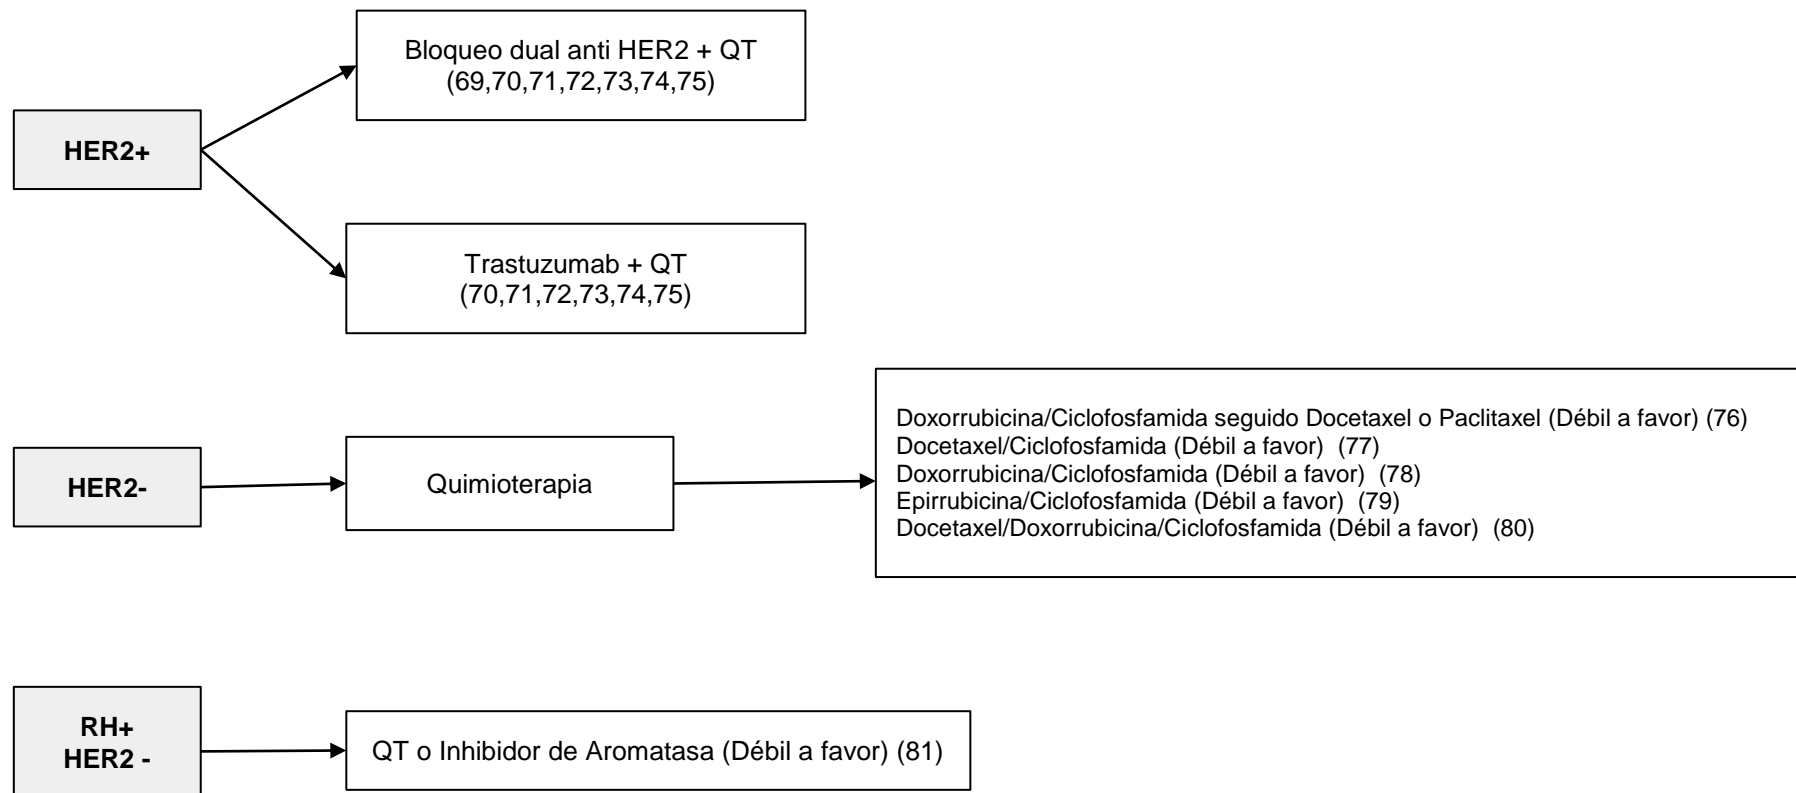 Bloqueo dual anti HER2 + QT
(69,70,71,72,73,74,75)
HER2+
Trastuzumab + QT
(70,71,72,73,74,75)
HER2-
Quimioterapia
Doxorrubicina/Ciclofosfamida seguido Docetaxel o Paclitaxel (Débil a favor) (76)
Docetaxel/Ciclofosfamida (Débil a favor)  (77)
Doxorrubicina/Ciclofosfamida (Débil a favor)  (78)
Epirrubicina/Ciclofosfamida (Débil a favor)  (79)
Docetaxel/Doxorrubicina/Ciclofosfamida (Débil a favor)  (80)
RH+
HER2 -
QT o Inhibidor de Aromatasa (Débil a favor) (81)